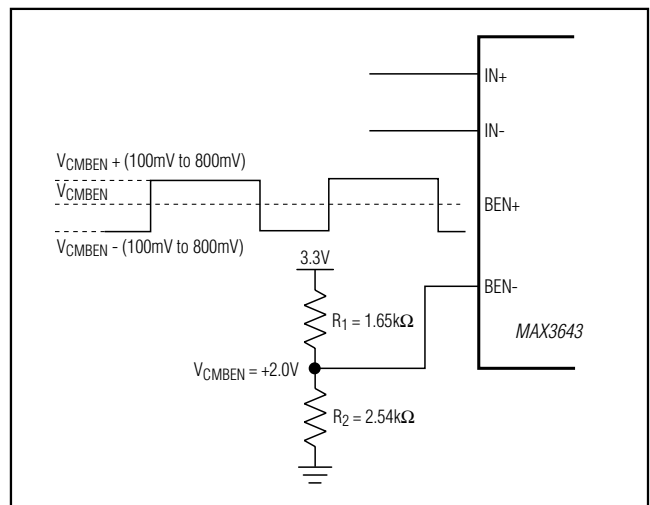 IN+
IN-
VCMBEN + (100mV to 800mV)
VCMBEN
BEN+
VCMBEN - (100mV to 800mV)
3.3V
BEN-
R1 = 1.65kΩ
MAX3643
VCMBEN = +2.0V
R2 = 2.54kΩ